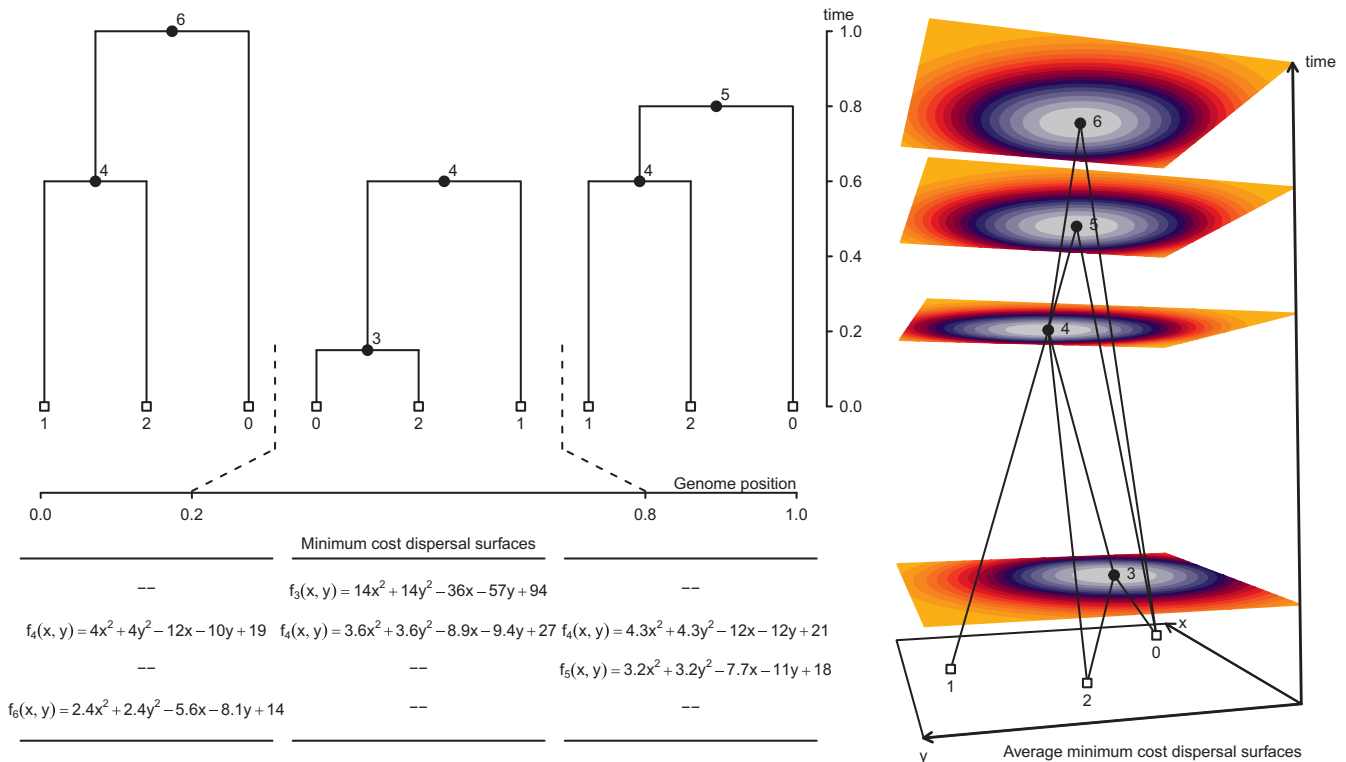 6
time
1.0
5
0.8
4
4
4
0.6
0.4
3
0.2
0.0
1
2
0
0
2
1
1
2
0
Genome position
0.0
0.2
0.8
1.0
Minimum cost dispersal surfaces
−−
f₃(x, y) = 14x² + 14y² − 36x − 57y + 94
−−
f₄(x, y) = 4x² + 4y² − 12x − 10y + 19
f₄(x, y) = 3.6x² + 3.6y² − 8.9x − 9.4y + 27
f₄(x, y) = 4.3x² + 4.3y² − 12x − 12y + 21
−−
−−
f₅(x, y) = 3.2x² + 3.2y² − 7.7x − 11y + 18
f₆(x, y) = 2.4x² + 2.4y² − 5.6x − 8.1y + 14
−−
−−
time
6
5
4
3
x
0
1
2
y
Average minimum cost dispersal surfaces